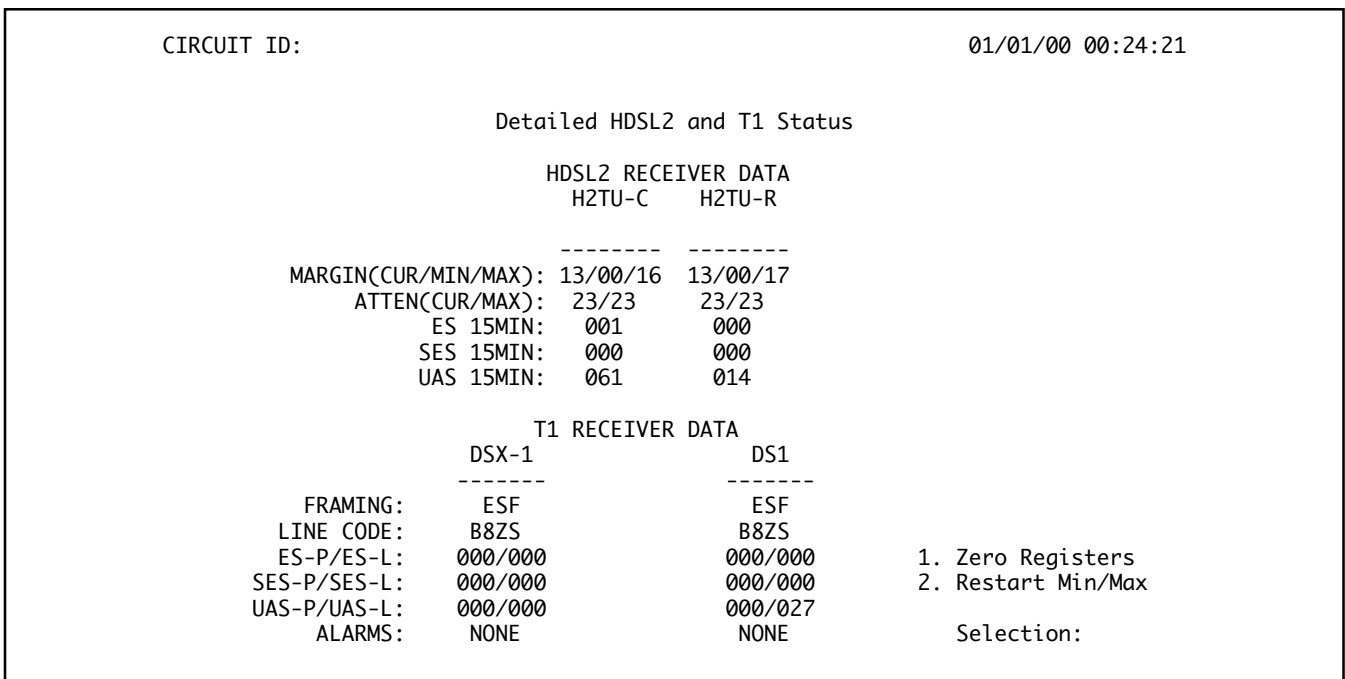 CIRCUIT ID: 01/01/00 00:24:21
Detailed HDSL2 and T1 Status
HDSL2 RECEIVER DATA
H2TU-C H2TU-R
-------- --------
MARGIN(CUR/MIN/MAX): 13/00/16 13/00/17
ATTEN(CUR/MAX): 23/23 23/23
ES 15MIN: 001 000
SES 15MIN: 000 000
UAS 15MIN: 061 014
T1 RECEIVER DATA
DSX-1 DS1
------- -------
FRAMING: ESF ESF
LINE CODE: B8ZS B8ZS
ES-P/ES-L: 000/000 000/000 1. Zero Registers
SES-P/SES-L: 000/000 000/000 2. Restart Min/Max
UAS-P/UAS-L: 000/000 000/027
ALARMS: NONE NONE Selection: